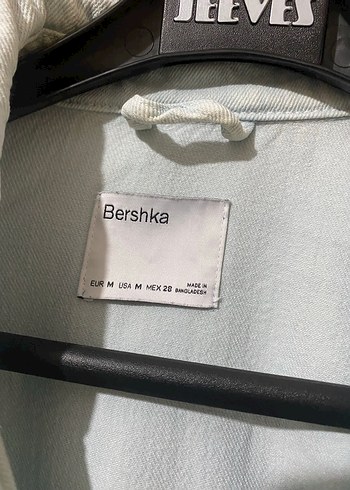 JEEVES
Bershka
EUR M USA M MEX 28 MADE IN
BANGLADESH